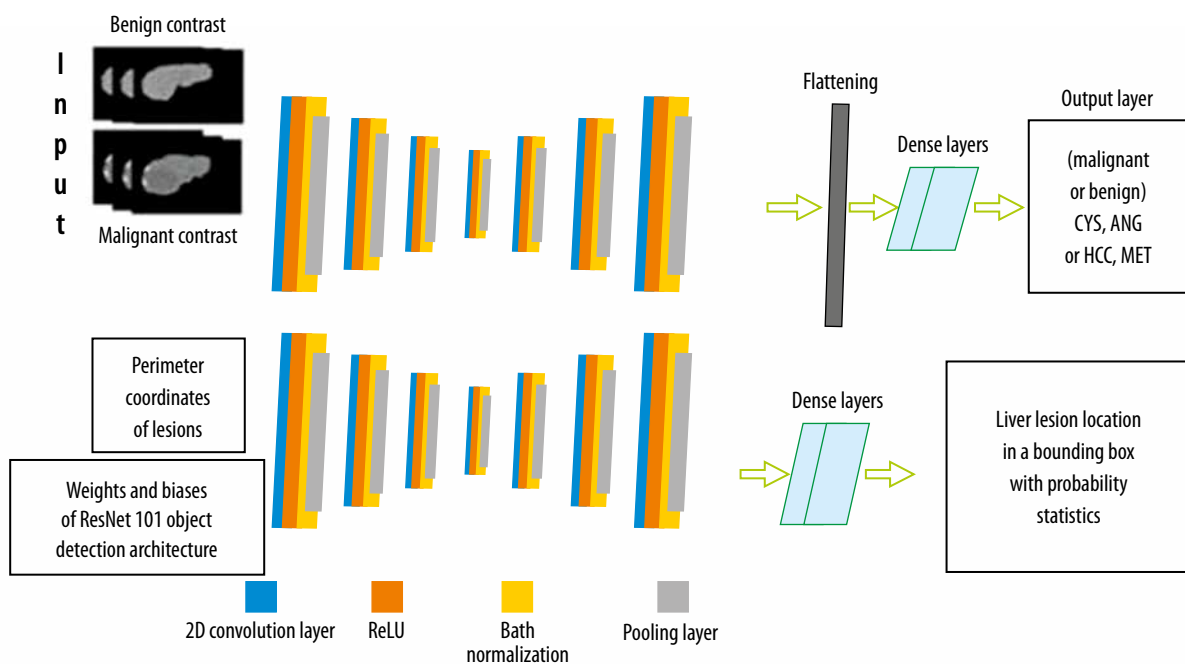 Benign contrast
Input
Malignant contrast
Flattening
Dense layers
Output layer
(malignant
or benign)
CYS, ANG
or HCC, MET
Perimeter
coordinates
of lesions
Weights and biases
of ResNet 101 object
detection architecture
Dense layers
Liver lesion location
in a bounding box
with probability
statistics
2D convolution layer
ReLU
Bath
normalization
Pooling layer